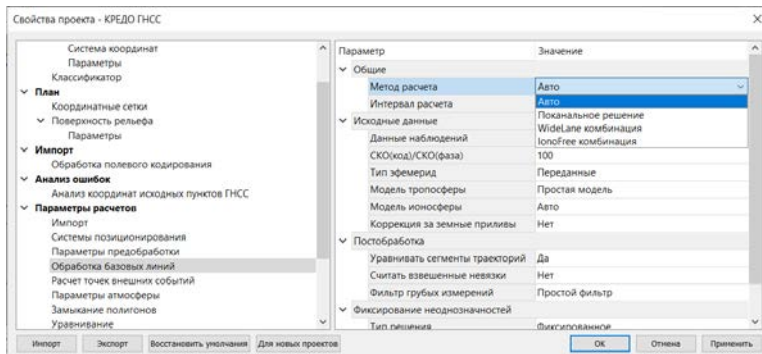 Свойства проекта - КРЕДО ГНСС
Система координат
Параметры
Классификатор
План
Координатные сетки
Поверхность рельефа
Параметры
Импорт
Обработка полевого кодирования
Анализ ошибок
Анализ координат исходных пунктов ГНСС
Параметры расчетов
Импорт
Системы позиционирования
Параметры предобработки
Обработка базовых линий
Расчет точек внешних событий
Параметры атмосферы
Замыкание полигонов
Уравнивание
Параметр Значение
Общие
Метод расчета Авто
Интервал расчета Авто
Поканальное решение
Исходные данные WideLane комбинация
Данные наблюдений IonoFree комбинация
СКО(код)/СКО(фаза) 100
Тип эфемерид Переданные
Модель тропосферы Простая модель
Модель ионосферы Авто
Коррекция за земные приливы Нет
Постобработка
Уравнивать сегменты траекторий Да
Считать взвешенные невязки Нет
Фильтр грубых измерений Простой фильтр
Фиксирование неоднозначностей
Тип решения Фиксированное
Импорт Экспорт Восстановить умолчания Для новых проектов ОК Отмена Применить